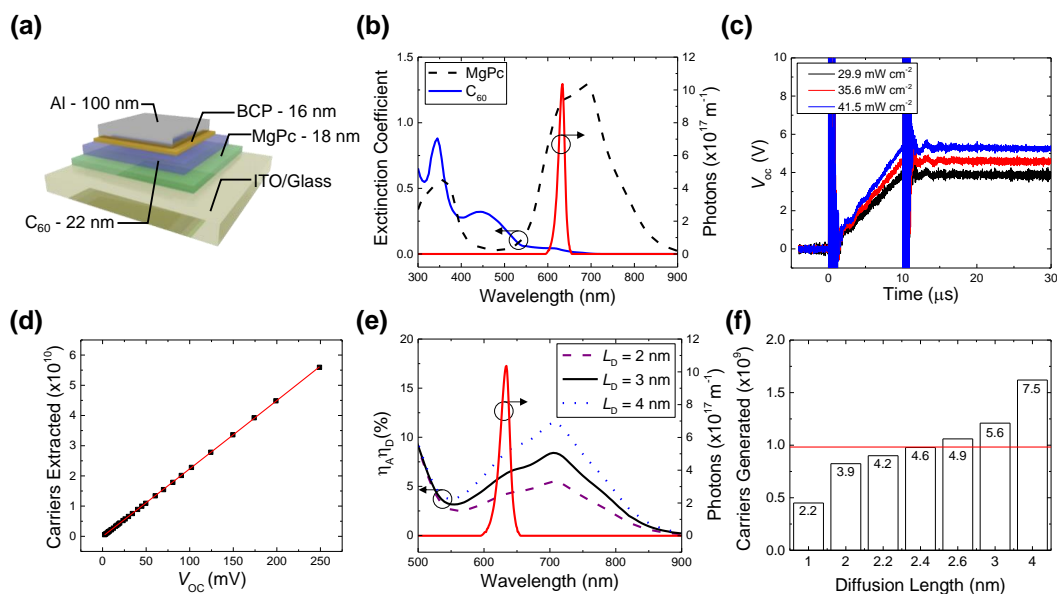 (a)
Al - 100 nm
BCP - 16 nm
MgPc - 18 nm
ITO/Glass
C60 - 22 nm
(b)
MgPc
C60
Exctinction Coefficient
1.5
1.0
0.5
0.0
300 400 500 600 700 800 900
Wavelength (nm)
12
10
8
6
4
2
0
Photons (x10^17 m^-1)
(c)
29.9 mW cm^-2
35.6 mW cm^-2
41.5 mW cm^-2
Voc (V)
10
8
6
4
2
0
0 10 20 30
Time (μs)
(d)
Carriers Extracted (x10^10)
6
5
4
3
2
1
0
0 50 100 150 200 250
VOC (mV)
(e)
LD = 2 nm
LD = 3 nm
LD = 4 nm
ηAηD(%)
20
15
10
5
0
500 600 700 800 900
Wavelength (nm)
12
10
8
6
4
2
0
Photons (x10^17 m^-1)
(f)
Carriers Generated (x10^9)
2.0
1.5
1.0
0.5
0.0
2.2 3.9 4.2 4.6 4.9 5.6 7.5
1 2 2.2 2.4 2.6 3 4
Diffusion Length (nm)